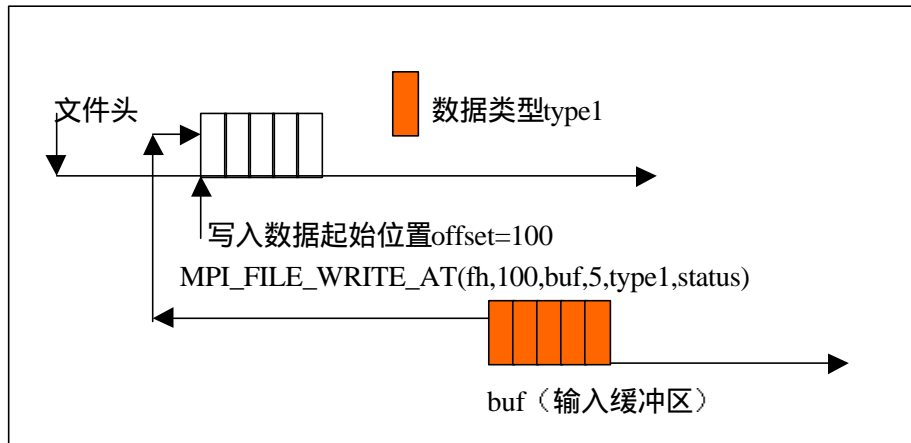 文件头
数据类型type1
写入数据起始位置offset=100
MPI_FILE_WRITE_AT(fh,100,buf,5,type1,status)
buf（输入缓冲区）